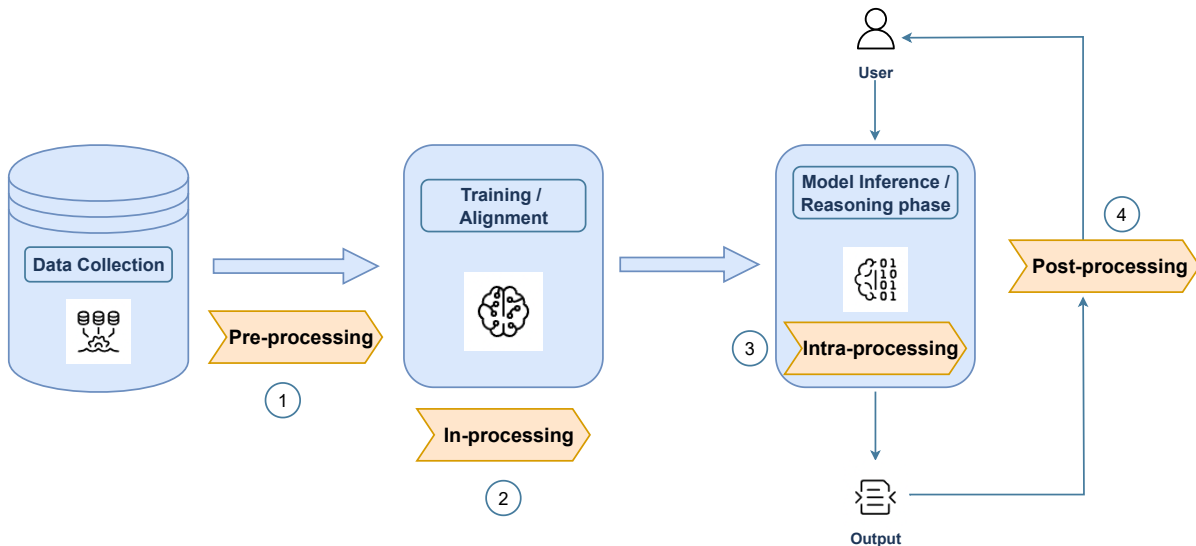 User
Data Collection
Pre-processing
1
Training /
Alignment
In-processing
2
Model Inference /
Reasoning phase
01
10
01
01
3
Intra-processing
Output
4
Post-processing